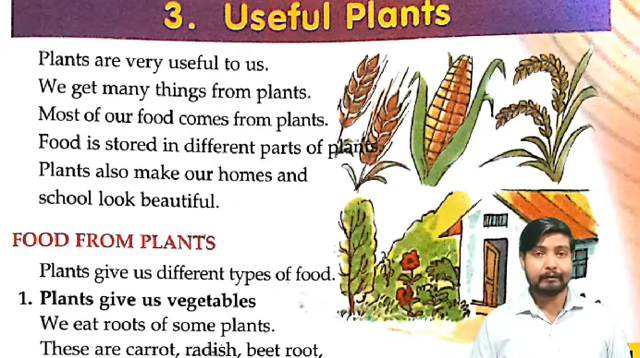 3. Useful Plants
Plants are very useful to us.
We get many things from plants.
Most of our food comes from plants.
Food is stored in different parts of plants.
Plants also make our homes and
school look beautiful.
FOOD FROM PLANTS
Plants give us different types of food.
1. Plants give us vegetables
We eat roots of some plants.
These are carrot, radish, beet root,